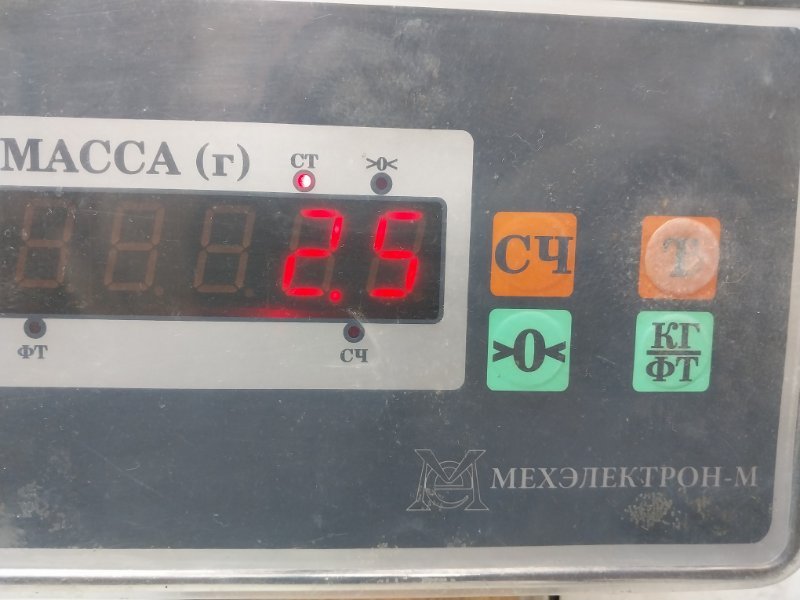 МАССА (г)
СТ
>0<
2.5
ФТ
СЧ
СЧ
Т
>0<
КГ
ФТ
МЕХЭЛЕКТРОН-М